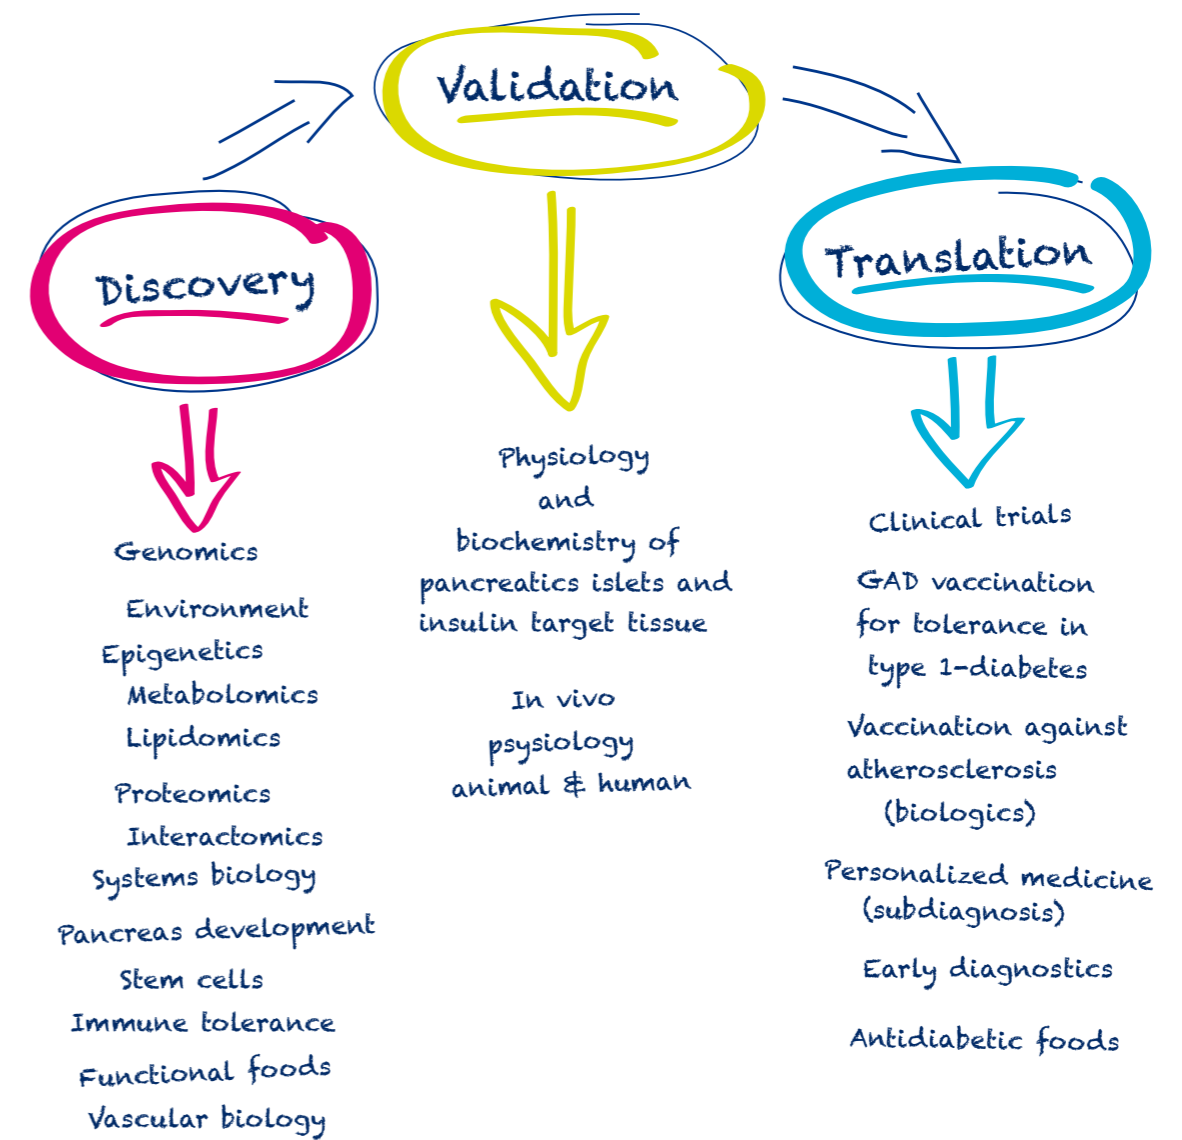 Validation
Discovery
Translation
Genomics
Environment
Epigenetics
Metabolomics
Lipidomics
Proteomics
Interactomics
Systems biology
Pancreas development
Stem cells
Immune tolerance
Functional foods
Vascular biology
Physiology
and
biochemistry of
pancreatics islets and
insulin target tissue
In vivo
psysiology
animal & human
Clinical trials
GAD vaccination
for tolerance in
type 1-diabetes
Vaccination against
atherosclerosis
(biologics)
Personalized medicine
(subdiagnosis)
Early diagnostics
Antidiabetic foods